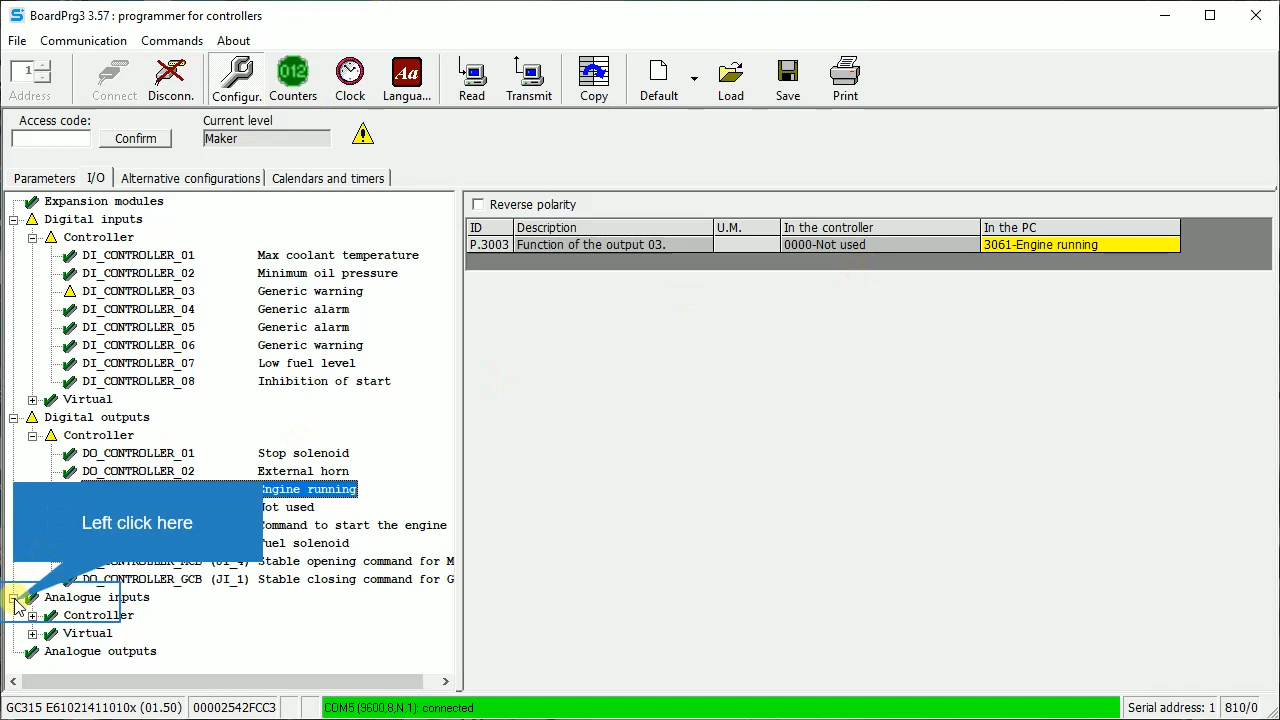 BoardPrg3 3.57 : programmer for controllers
File Communication Commands About
1
Address Connect Disconn. Configur. 012 Counters Clock Aa Langua... Read Transmit Copy Default Load Save Print
Access code: Current level
Confirm Maker
Parameters I/O Alternative configurations Calendars and timers
Expansion modules
Digital inputs
Controller
DI_CONTROLLER_01 Max coolant temperature
DI_CONTROLLER_02 Minimum oil pressure
DI_CONTROLLER_03 Generic warning
DI_CONTROLLER_04 Generic alarm
DI_CONTROLLER_05 Generic alarm
DI_CONTROLLER_06 Generic warning
DI_CONTROLLER_07 Low fuel level
DI_CONTROLLER_08 Inhibition of start
Virtual
Digital outputs
Controller
DO_CONTROLLER_01 Stop solenoid
DO_CONTROLLER_02 External horn
running
used
to start the engine
solenoid
Left click here
Stable opening command for M
DO_CONTROLLER_GCB (JI_1) Stable closing command for G
Analogue inputs
Controller
Virtual
Analogue outputs
Reverse polarity
ID Description U.M. In the controller In the PC
P.3003 Function of the output 03. 0000-Not used 3061-Engine running
GC315 E61021411010x (01.50) 00002542FCC3 COM5 (9600,8,N,1): connected Serial address: 1 810/0